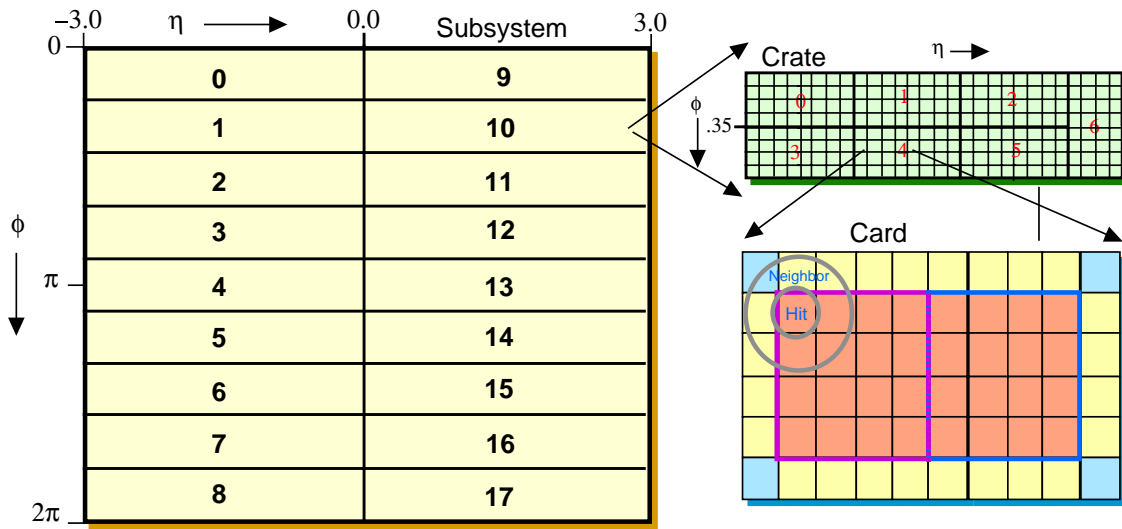 −3.0 η 0.0 Subsystem 3.0
0
0 9
1 10
2 11
φ
3 12
π
4 13
5 14
6 15
7 16
8 17
2π
Crate η
φ
.35
0 1 2
6
3 4 5
Card
Neighbor
Hit